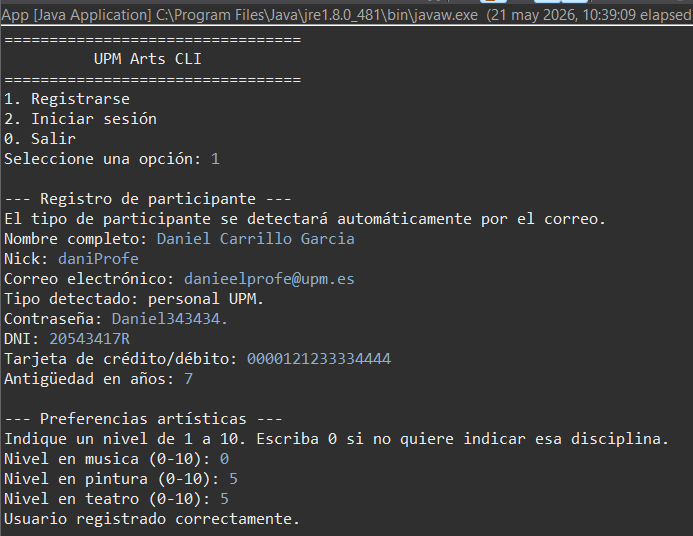 App [Java Application] C:\Program Files\Java\jre1.8.0_481\bin\javaw.exe (21 may 2026, 10:39:09 elapsed
=================================
UPM Arts CLI
=================================
1. Registrarse
2. Iniciar sesión
0. Salir
Seleccione una opción: 1
--- Registro de participante ---
El tipo de participante se detectará automáticamente por el correo.
Nombre completo: Daniel Carrillo Garcia
Nick: daniProfe
Correo electrónico: danieelprofe@upm.es
Tipo detectado: personal UPM.
Contraseña: Daniel343434.
DNI: 20543417R
Tarjeta de crédito/débito: 0000121233334444
Antigüedad en años: 7
--- Preferencias artísticas ---
Indique un nivel de 1 a 10. Escriba 0 si no quiere indicar esa disciplina.
Nivel en musica (0-10): 0
Nivel en pintura (0-10): 5
Nivel en teatro (0-10): 5
Usuario registrado correctamente.